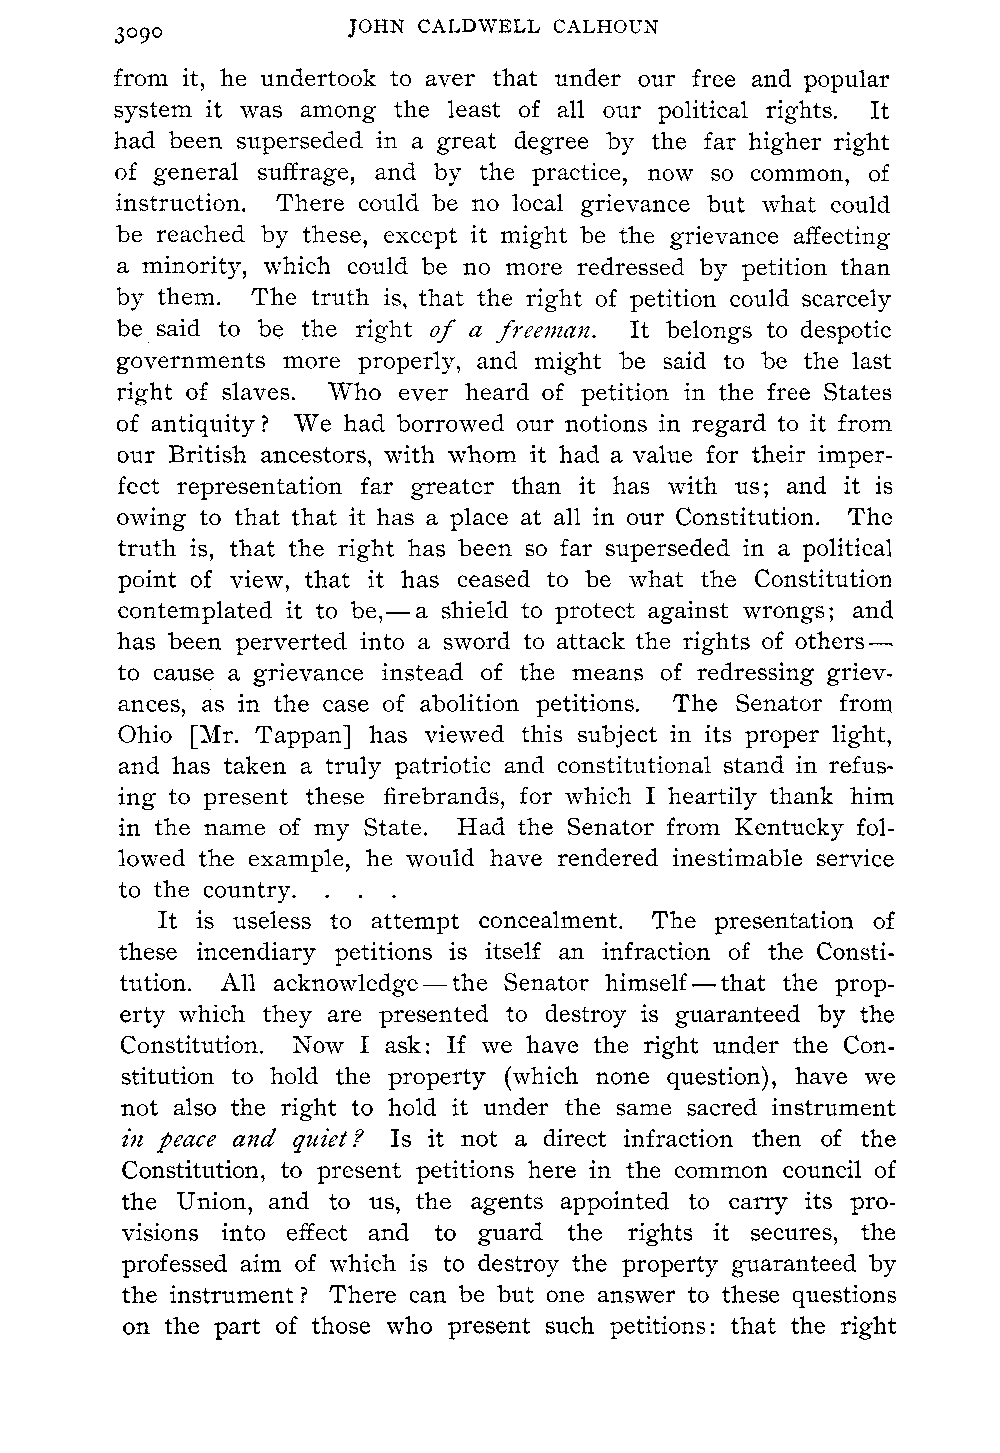 3090 JOHN CALDWELL CALHOUN
from it, he undertook to aver that under our free and popular
system it was among the least of all our political rights. It
had been superseded in a great degree by the far higher right
of general suffrage, and by the practice, now so common, of
instruction. There could be no local grievance but what could
be reached by these, except it might be the grievance affecting
a minority, which could be no more redressed by petition than
by them. The truth is, that the right of petition could scarcely
be said to be the right of a freeman. It belongs to despotic
governments more properly, and might be said to be the last
right of slaves. Who ever heard of petition in the free States
of antiquity? We had borrowed our notions in regard to it from
our British ancestors, with whom it had a value for their imper-
fect representation far greater than it has with us; and it is
owing to that that it has a place at all in our Constitution. The
truth is, that the right has been so far superseded in a political
point of view, that it has ceased to be what the Constitution
contemplated it to be,—a shield to protect against wrongs; and
has been perverted into a sword to attack the rights of others—
to cause a grievance instead of the means of redressing griev-
ances, as in the case of abolition petitions. The Senator from
Ohio [Mr. Tappan] has viewed this subject in its proper light,
and has taken a truly patriotic and constitutional stand in refus-
ing to present these firebrands, for which I heartily thank him
in the name of my State. Had the Senator from Kentucky fol-
lowed the example, he would have rendered inestimable service
to the country. . . .
It is useless to attempt concealment. The presentation of
these incendiary petitions is itself an infraction of the Consti-
tution. All acknowledge—the Senator himself—that the prop-
erty which they are presented to destroy is guaranteed by the
Constitution. Now I ask: If we have the right under the Con-
stitution to hold the property (which none question), have we
not also the right to hold it under the same sacred instrument
in peace and quiet? Is it not a direct infraction then of the
Constitution, to present petitions here in the common council of
the Union, and to us, the agents appointed to carry its pro-
visions into effect and to guard the rights it secures, the
professed aim of which is to destroy the property guaranteed by
the instrument? There can be but one answer to these questions
on the part of those who present such petitions: that the right